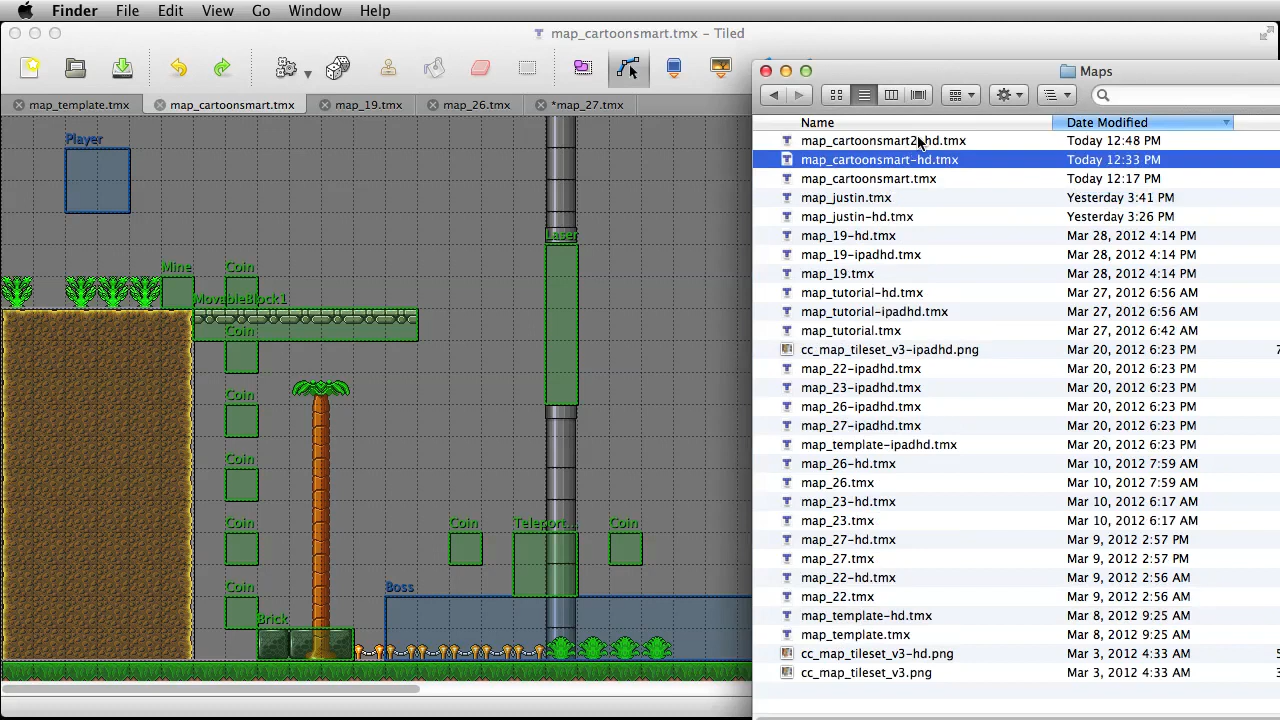 Finder File Edit View Go Window Help
map_cartoonsmart.tmx – Tiled
Maps
map_template.tmx map_cartoonsmart.tmx map_19.tmx map_26.tmx *map_27.tmx
Name Date Modified
Player
Laser
Mine Coin
MovableBlock1
Coin
Coin
Coin
Coin Coin Teleport... Coin
Coin Boss
Brick
map_cartoonsmart2-hd.tmx Today 12:48 PM
map_cartoonsmart-hd.tmx Today 12:33 PM
map_cartoonsmart.tmx Today 12:17 PM
map_justin.tmx Yesterday 3:41 PM
map_justin-hd.tmx Yesterday 3:26 PM
map_19-hd.tmx Mar 28, 2012 4:14 PM
map_19-ipadhd.tmx Mar 28, 2012 4:14 PM
map_19.tmx Mar 28, 2012 4:14 PM
map_tutorial-hd.tmx Mar 27, 2012 6:56 AM
map_tutorial-ipadhd.tmx Mar 27, 2012 6:56 AM
map_tutorial.tmx Mar 27, 2012 6:42 AM
cc_map_tileset_v3-ipadhd.png Mar 20, 2012 6:23 PM 7
map_22-ipadhd.tmx Mar 20, 2012 6:23 PM
map_23-ipadhd.tmx Mar 20, 2012 6:23 PM
map_26-ipadhd.tmx Mar 20, 2012 6:23 PM
map_27-ipadhd.tmx Mar 20, 2012 6:23 PM
map_template-ipadhd.tmx Mar 20, 2012 6:23 PM
map_26-hd.tmx Mar 10, 2012 7:59 AM
map_26.tmx Mar 10, 2012 7:59 AM
map_23-hd.tmx Mar 10, 2012 6:17 AM
map_23.tmx Mar 10, 2012 6:17 AM
map_27-hd.tmx Mar 9, 2012 2:57 PM
map_27.tmx Mar 9, 2012 2:57 PM
map_22-hd.tmx Mar 9, 2012 2:56 AM
map_22.tmx Mar 9, 2012 2:56 AM
map_template-hd.tmx Mar 8, 2012 9:25 AM
map_template.tmx Mar 8, 2012 9:25 AM
cc_map_tileset_v3-hd.png Mar 3, 2012 4:33 AM 5
cc_map_tileset_v3.png Mar 3, 2012 4:33 AM 1